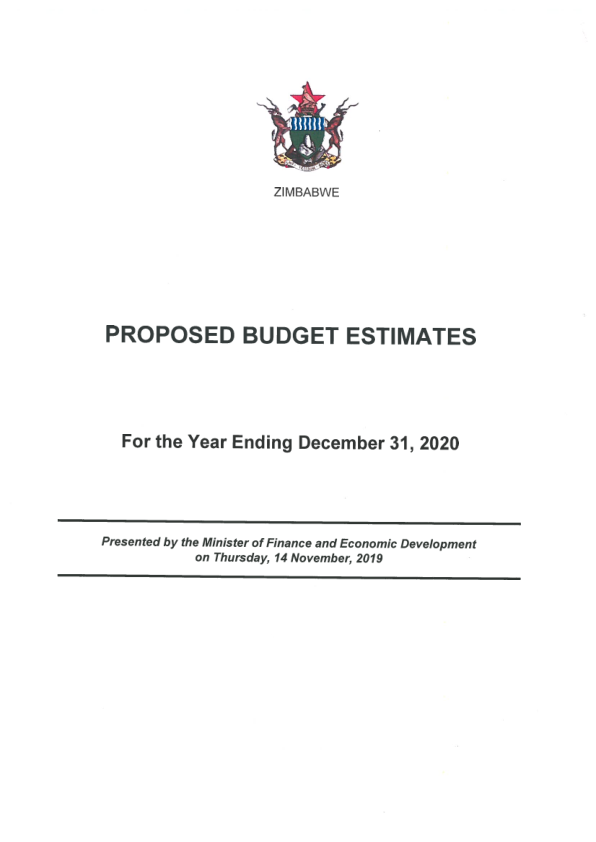 ZIMBABWE
PROPOSED BUDGET ESTIMATES
For the Year Ending December 31, 2020
Presented by the Minister of Finance and Economic Development
on Thursday, 14 November, 2019